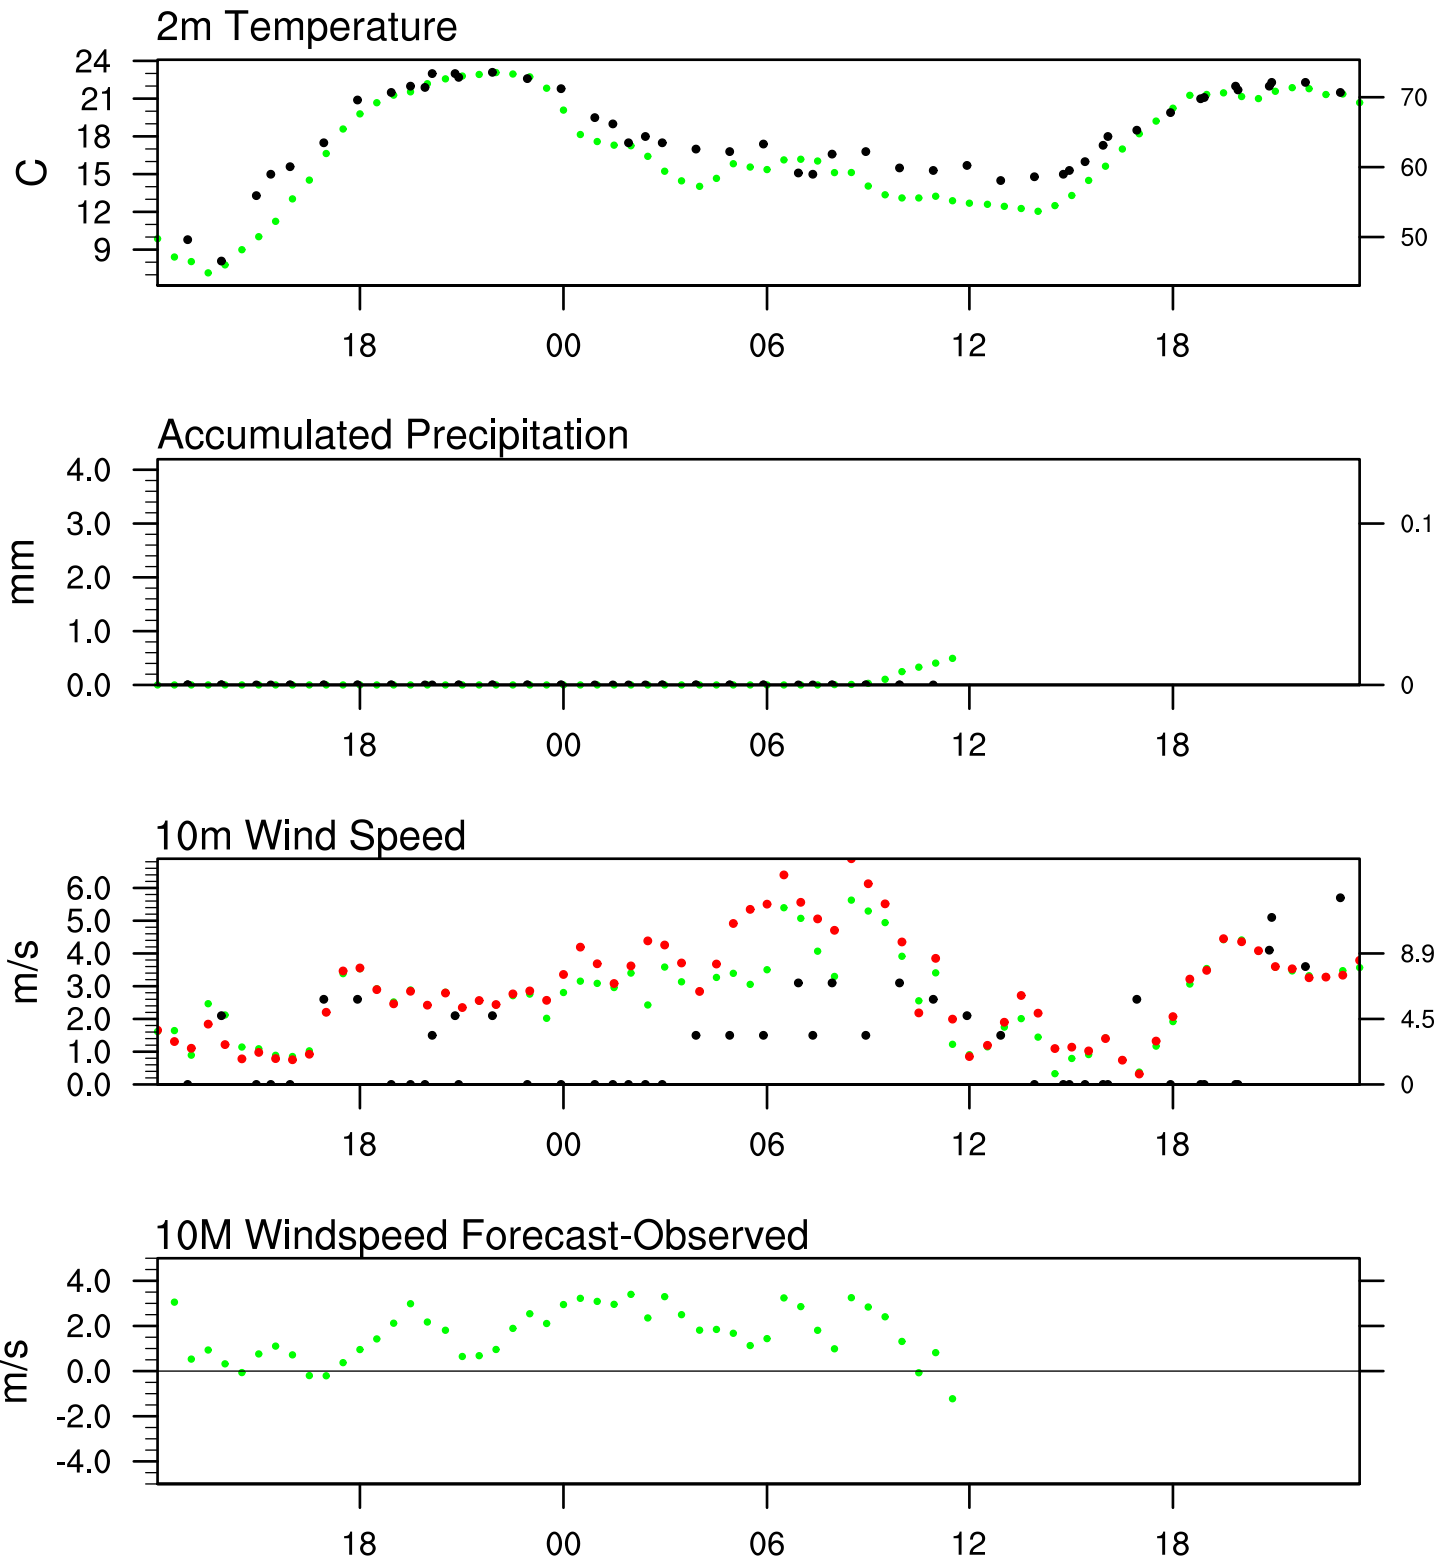 2m Temperature
24
21
18
15
12
9
C
70
60
50
18 00 06 12 18
Accumulated Precipitation
4.0
3.0
2.0
1.0
0.0
mm
0.1
0
18 00 06 12 18
10m Wind Speed
6.0
5.0
4.0
3.0
2.0
1.0
0.0
m/s
8.9
4.5
0
18 00 06 12 18
10M Windspeed Forecast-Observed
4.0
2.0
0.0
-2.0
-4.0
m/s
18 00 06 12 18